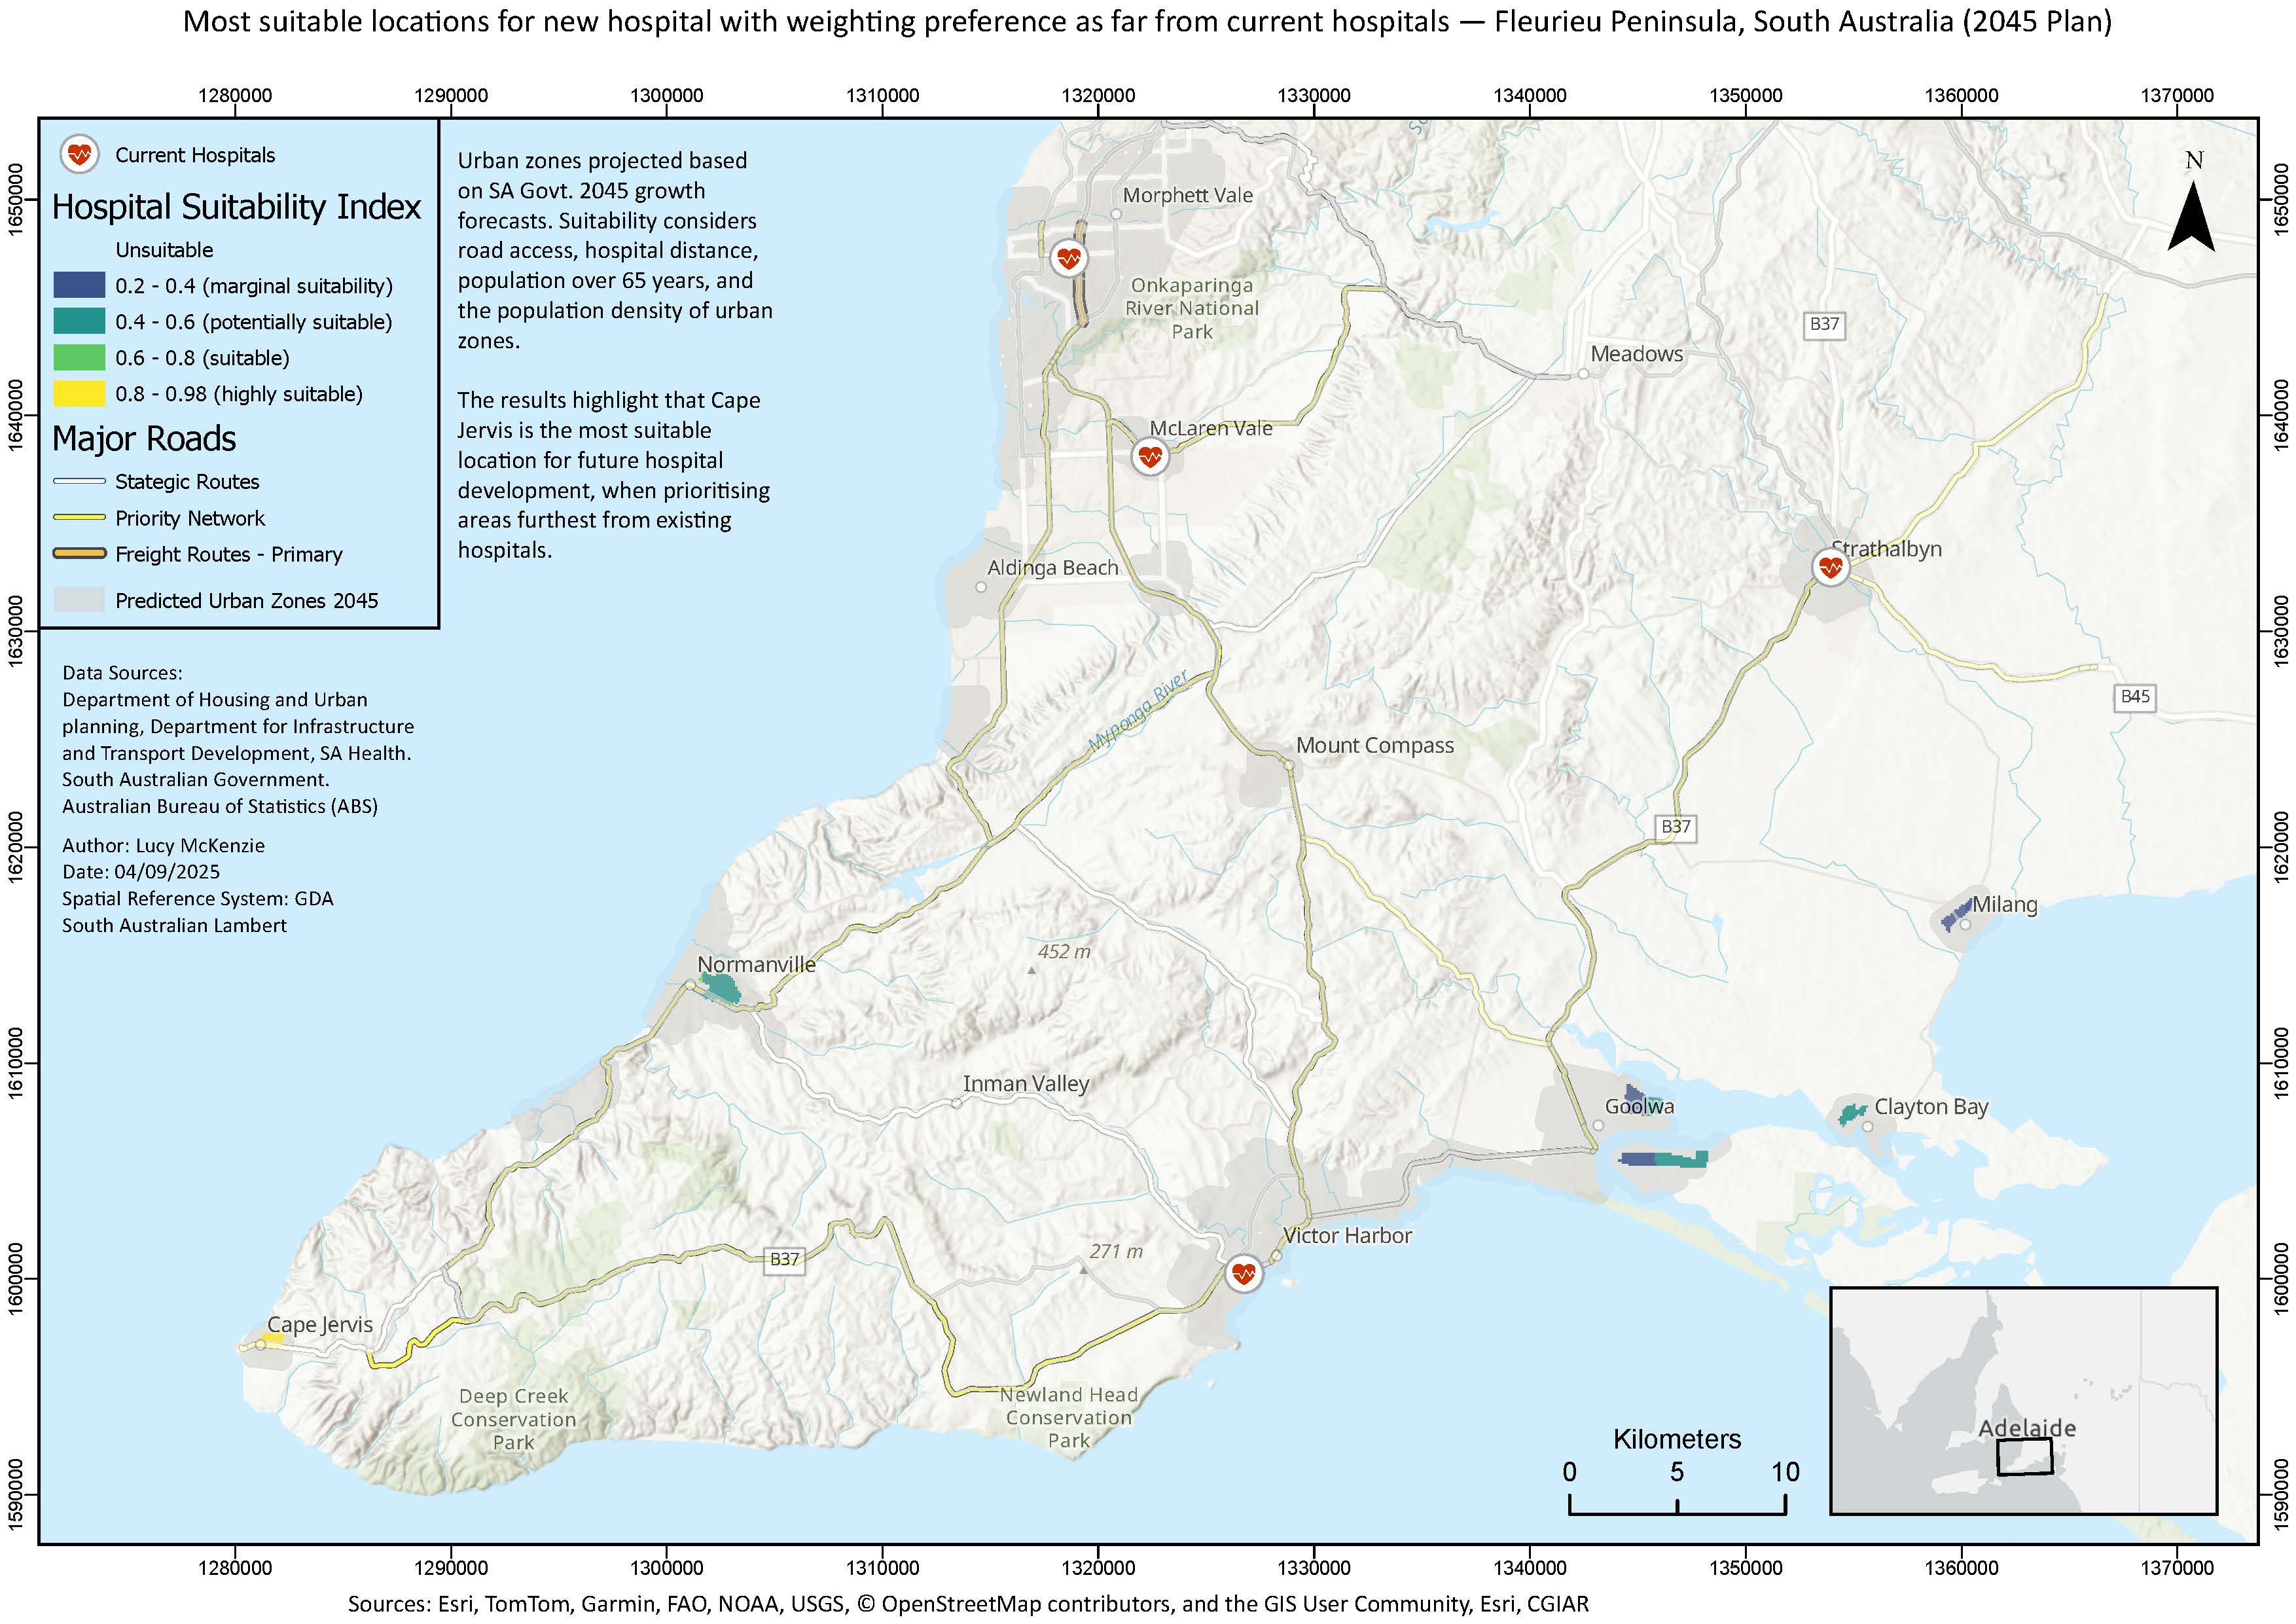 Most suitable locations for new hospital with weighting preference as far from current hospitals — Fleurieu Peninsula, South Australia (2045 Plan)
1280000 1290000 1300000 1310000 1320000 1330000 1340000 1350000 1360000 1370000
Current Hospitals
Hospital Suitability Index
Unsuitable
0.2 - 0.4 (marginal suitability)
0.4 - 0.6 (potentially suitable)
0.6 - 0.8 (suitable)
0.8 - 0.98 (highly suitable)
Major Roads
Stategic Routes
Priority Network
Freight Routes - Primary
Predicted Urban Zones 2045
Urban zones projected based
on SA Govt. 2045 growth
forecasts. Suitability considers
road access, hospital distance,
population over 65 years, and
the population density of urban
zones.
The results highlight that Cape
Jervis is the most suitable
location for future hospital
development, when prioritising
areas furthest from existing
hospitals.
Data Sources:
Department of Housing and Urban
planning, Department for Infrastructure
and Transport Development, SA Health.
South Australian Government.
Australian Bureau of Statistics (ABS)
Author: Lucy McKenzie
Date: 04/09/2025
Spatial Reference System: GDA
South Australian Lambert
N
Morphett Vale
Onkaparinga
River National
Park
B37
Meadows
McLaren Vale
Strathalbyn
Aldinga Beach
B45
Myponga River
Mount Compass
B37
Milang
452 m
Normanville
Inman Valley
Goolwa
Clayton Bay
Victor Harbor
271 m
B37
Cape Jervis
Deep Creek
Conservation
Park
Newland Head
Conservation
Park
Kilometers
0 5 10
Adelaide
1650000
1640000
1630000
1620000
1610000
1600000
1590000
1650000
1640000
1630000
1620000
1610000
1600000
1590000
1280000 1290000 1300000 1310000 1320000 1330000 1340000 1350000 1360000 1370000
Sources: Esri, TomTom, Garmin, FAO, NOAA, USGS, © OpenStreetMap contributors, and the GIS User Community, Esri, CGIAR